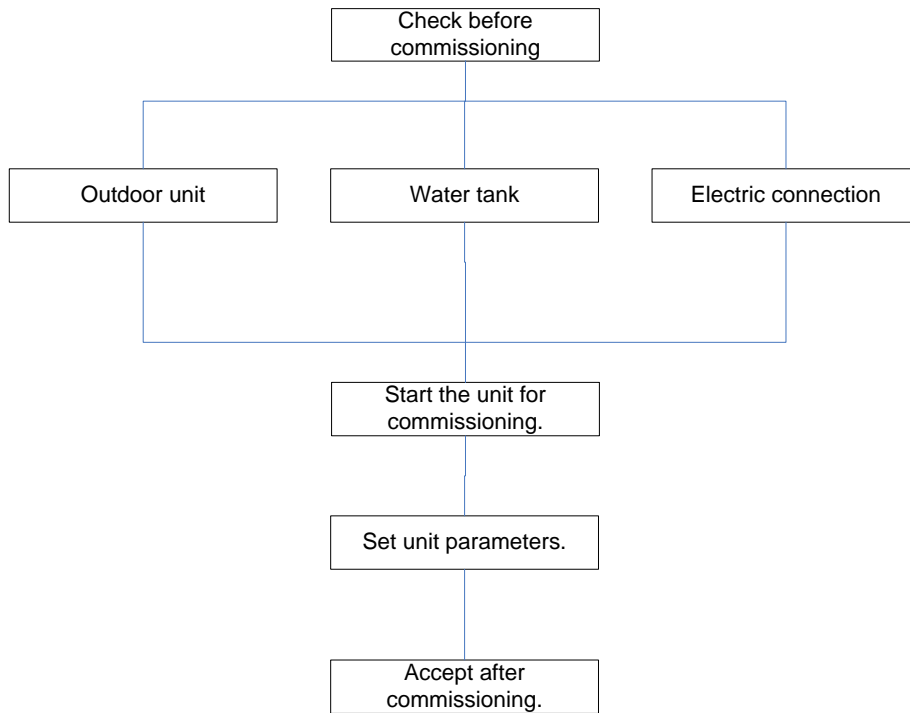 Check before
commissioning
Outdoor unit
Water tank
Electric connection
Start the unit for
commissioning.
Set unit parameters.
Accept after
commissioning.